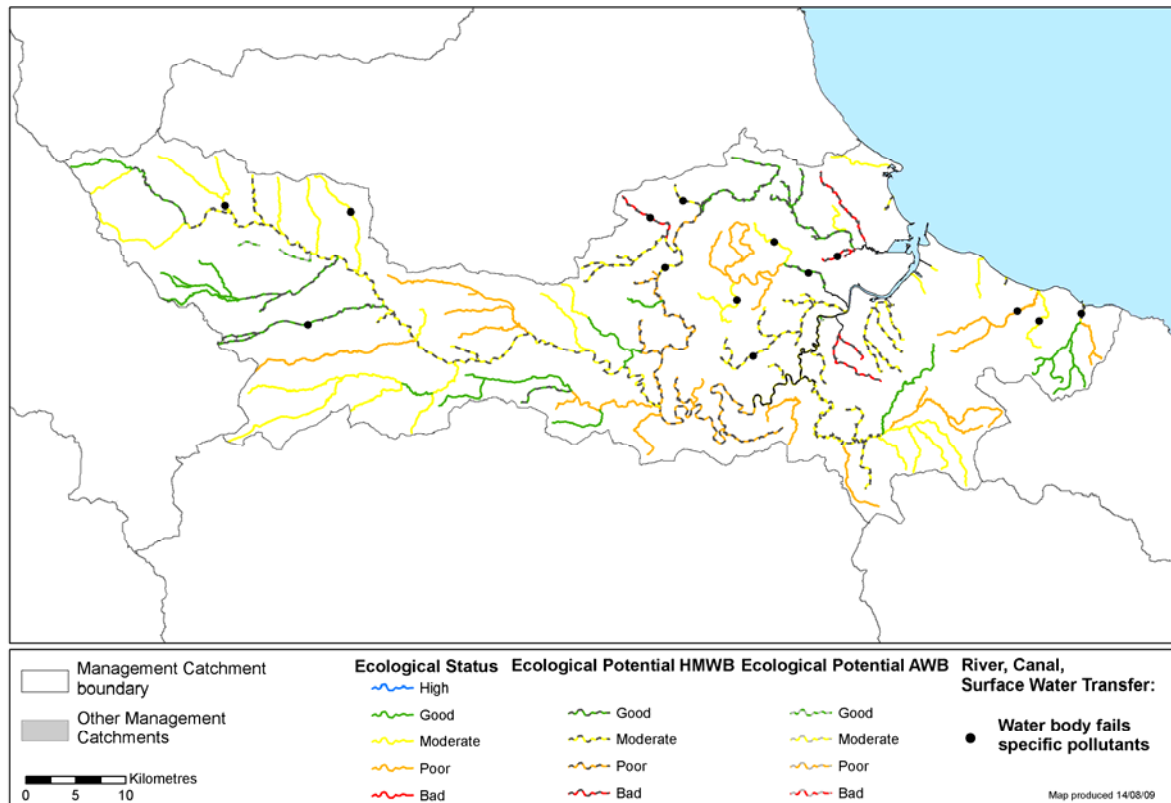 Management Catchment
boundary
Other Management
Catchments
Kilometres
0 5 10
Ecological Status
High
Good
Moderate
Poor
Bad
Ecological Potential HMWB
Good
Moderate
Poor
Bad
Ecological Potential AWB
Good
Moderate
Poor
Bad
River, Canal,
Surface Water Transfer:
Water body fails
specific pollutants
Map produced 14/08/09